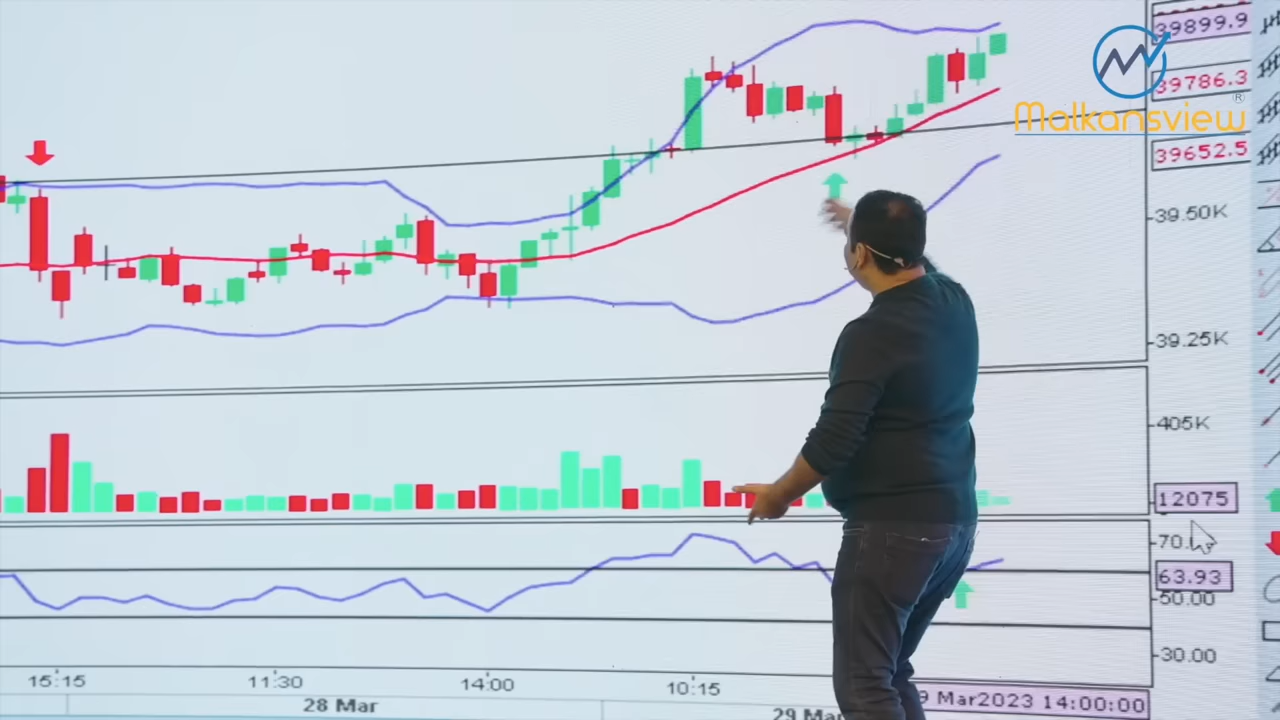 Malkansview®
39899.9
39786.3
39652.5
39.50K
39.25K
405K
12075
70.
63.93
50.00
30.00
15:15
11:30
14:00
10:15
9 Mar2023 14:00:00
28 Mar
29 Mar